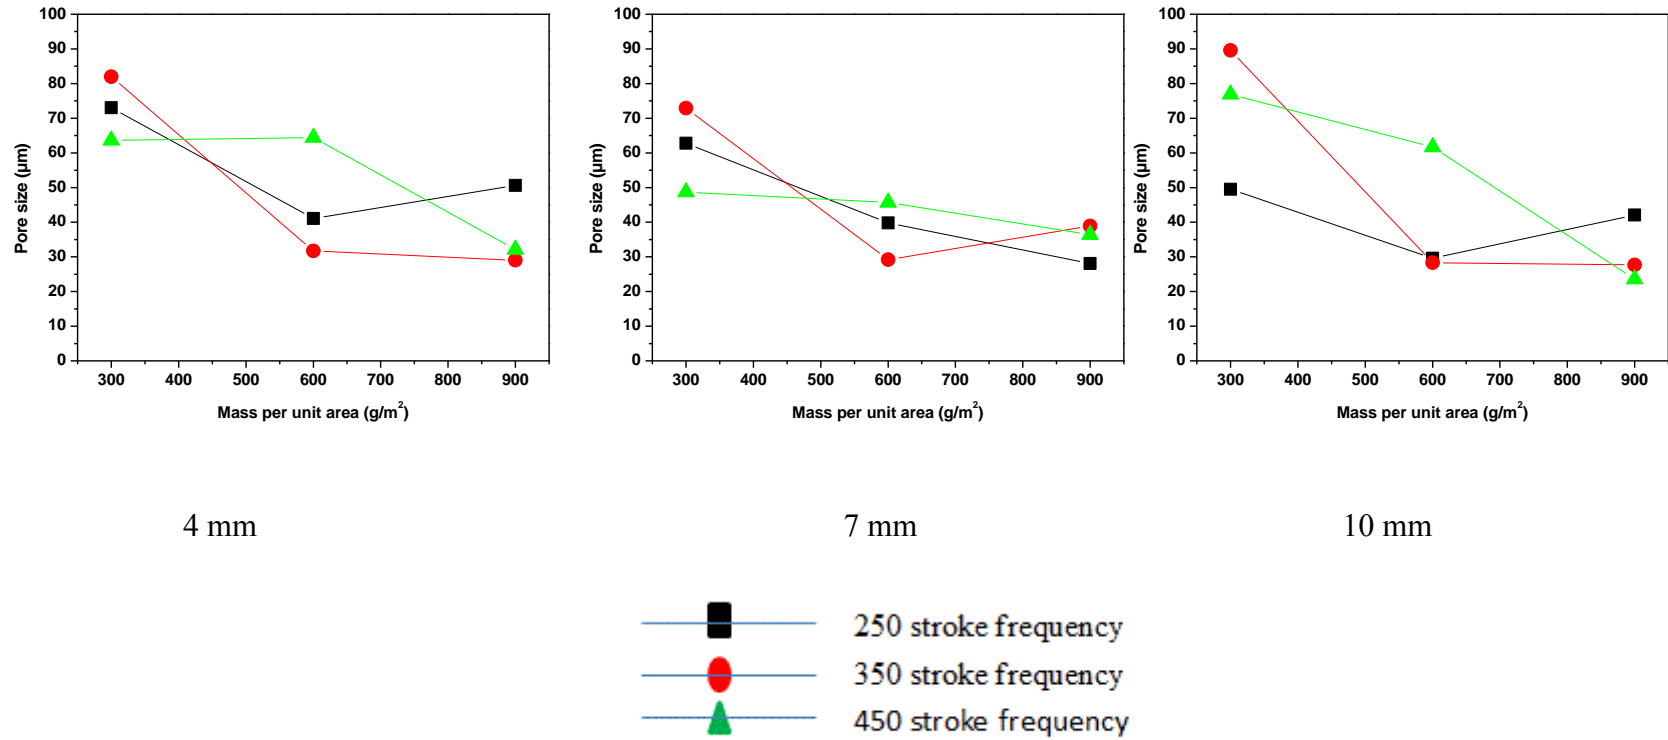 100
90
80
70
60
50
40
30
20
10
0
Pore size (µm)
300 400 500 600 700 800 900
Mass per unit area (g/m²)
100
90
80
70
60
50
40
30
20
10
0
Pore size (µm)
300 400 500 600 700 800 900
Mass per unit area (g/m²)
100
90
80
70
60
50
40
30
20
10
0
Pore size (µm)
300 400 500 600 700 800 900
Mass per unit area (g/m²)
4 mm
7 mm
10 mm
250 stroke frequency
350 stroke frequency
450 stroke frequency